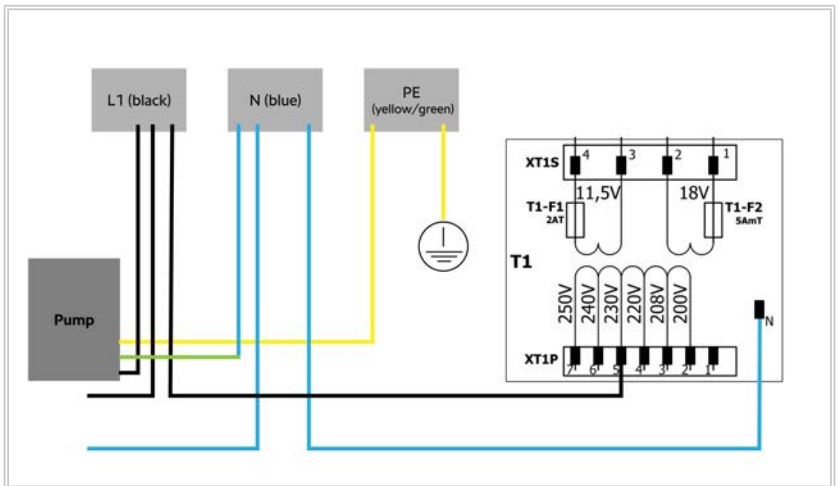 L1 (black)
N (blue)
PE
(yellow/green)
XT1S
4
3
2
1
11,5V
18V
T1-F1
2AT
T1-F2
5AmT
T1
250V
240V
230V
220V
208V
200V
Pump
N
XT1P
7
6
5
4
3
2
1